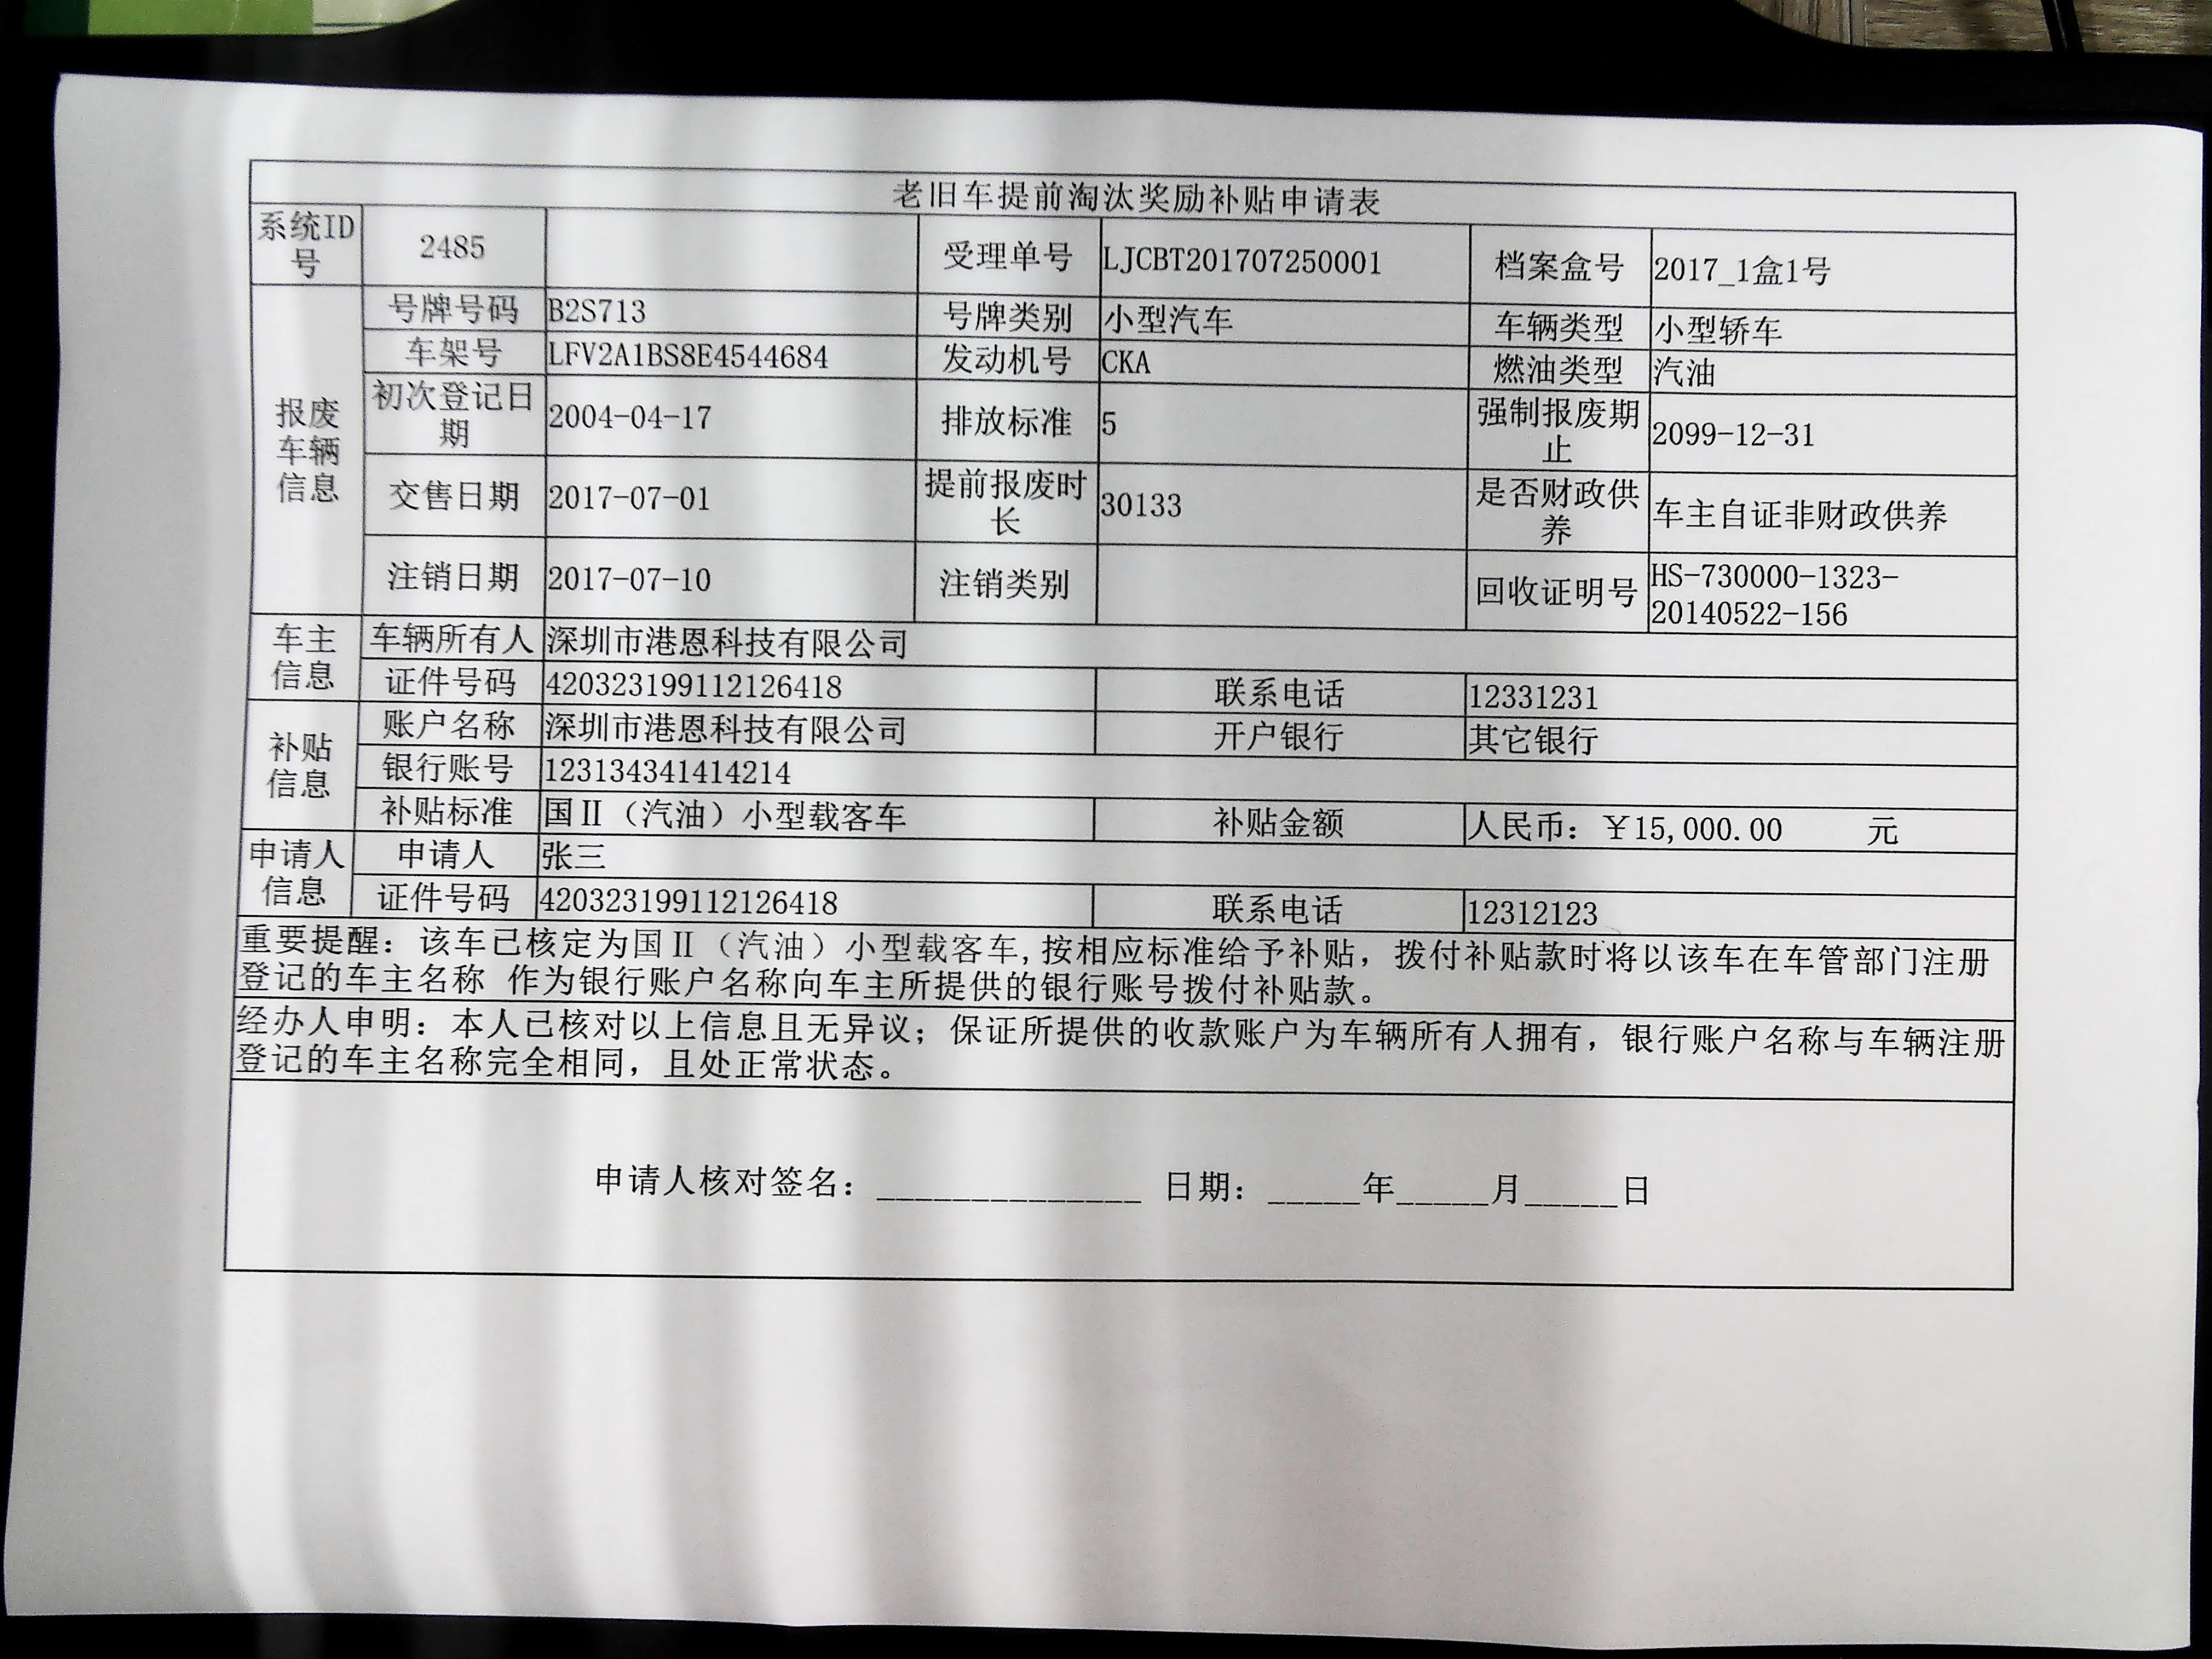 老旧车提前淘汰奖励补贴申请表
系统ID号 2485 受理单号 LJCBT201707250001 档案盒号 2017_1盒1号
报废车辆信息
号牌号码 B2S713 号牌类别 小型汽车 车辆类型 小型轿车
车架号 LFV2A1BS8E4544684 发动机号 CKA 燃油类型 汽油
初次登记日期 2004-04-17 排放标准 5 强制报废期止 2099-12-31
交售日期 2017-07-01 提前报废时长 30133 是否财政供养 车主自证非财政供养
注销日期 2017-07-10 注销类别 回收证明号 HS-730000-1323-20140522-156
车主信息
车辆所有人 深圳市港恩科技有限公司
证件号码 420323199112126418 联系电话 12331231
补贴信息
账户名称 深圳市港恩科技有限公司 开户银行 其它银行
银行账号 123134341414214
补贴标准 国Ⅱ（汽油）小型载客车 补贴金额 人民币：￥15,000.00 元
申请人信息
申请人 张三
证件号码 420323199112126418 联系电话 12312123
重要提醒：该车已核定为国Ⅱ（汽油）小型载客车,按相应标准给予补贴，拨付补贴款时将以该车在车管部门注册
登记的车主名称 作为银行账户名称向车主所提供的银行账号拨付补贴款。
经办人申明：本人已核对以上信息且无异议；保证所提供的收款账户为车辆所有人拥有，银行账户名称与车辆注册
登记的车主名称完全相同，且处正常状态。
申请人核对签名：______________ 日期：_____年_____月_____日